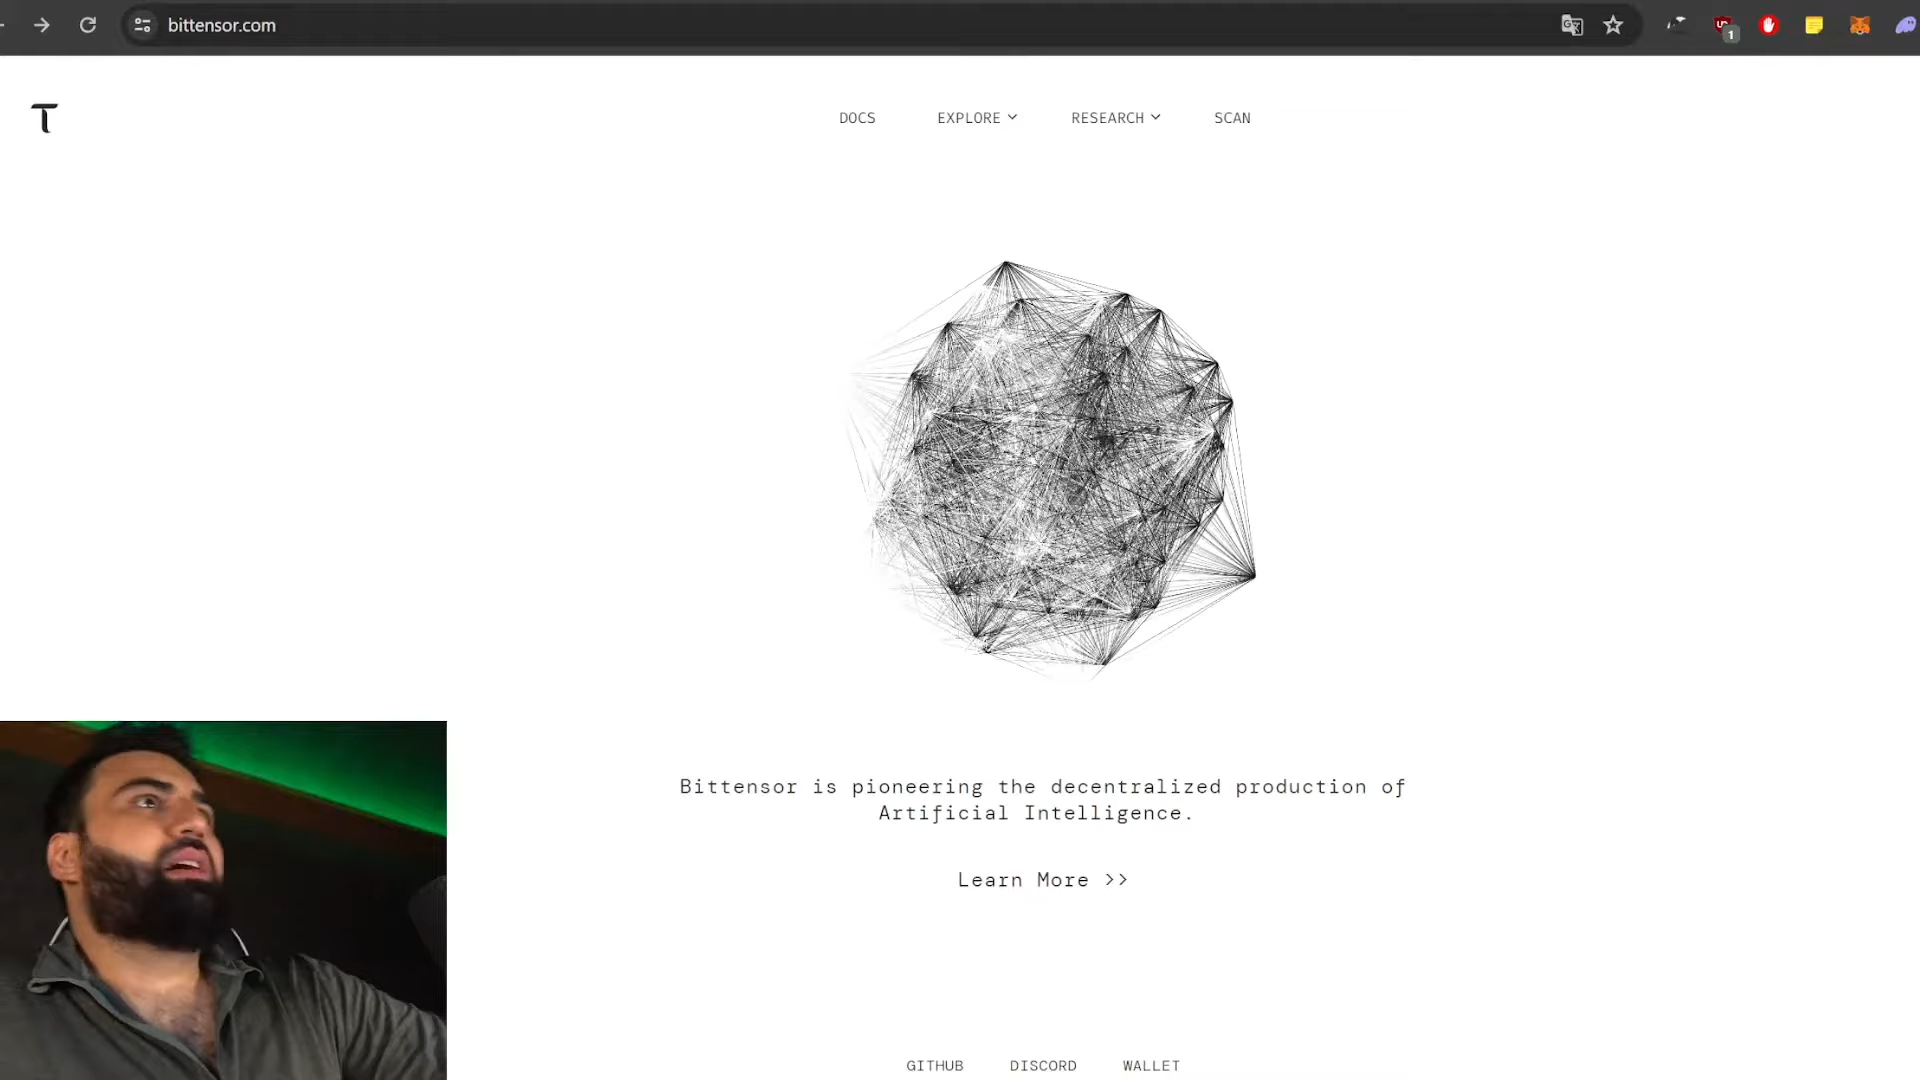 bittensor.com
1
DOCS EXPLORE RESEARCH SCAN
Bittensor is pioneering the decentralized production of
Artificial Intelligence.
Learn More >>
GITHUB DISCORD WALLET